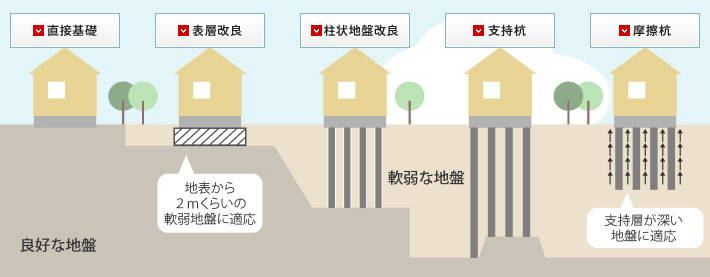 直接基礎
表層改良
柱状地盤改良
支持杭
摩擦杭
地表から
2mくらいの
軟弱地盤に適応
軟弱な地盤
支持層が深い
地盤に適応
良好な地盤